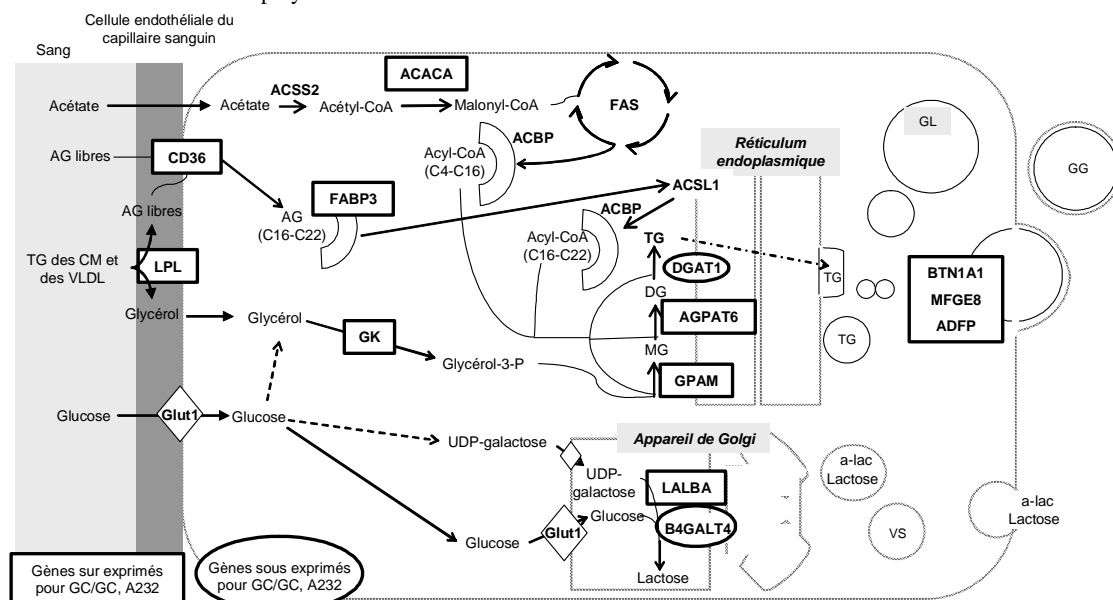 Cellule endothéliale du
capillaire sanguin
Sang
Acétate
Acétate
ACSS2
Acétyl-CoA
ACACA
Malonyl-CoA
FAS
ACBP
Acyl-CoA
(C4-C16)
AG libres
CD36
AG libres
AG
(C16-C22)
FABP3
ACSL1
ACBP
Acyl-CoA
(C16-C22)
Réticulum
endoplasmique
GL
GG
TG des CM et
des VLDL
LPL
Glycérol
Glycérol
GK
Glycérol-3-P
TG
DGAT1
DG
AGPAT6
MG
GPAM
TG
TG
BTN1A1
MFGE8
ADFP
Glucose
Glut1
Glucose
UDP-galactose
Appareil de Golgi
UDP-
galactose
LALBA
Glucose
Glut1
Glucose
B4GALT4
Lactose
a-lac
Lactose
VS
a-lac
Lactose
Gènes sur exprimés
pour GC/GC, A232
Gènes sous exprimés
pour GC/GC, A232